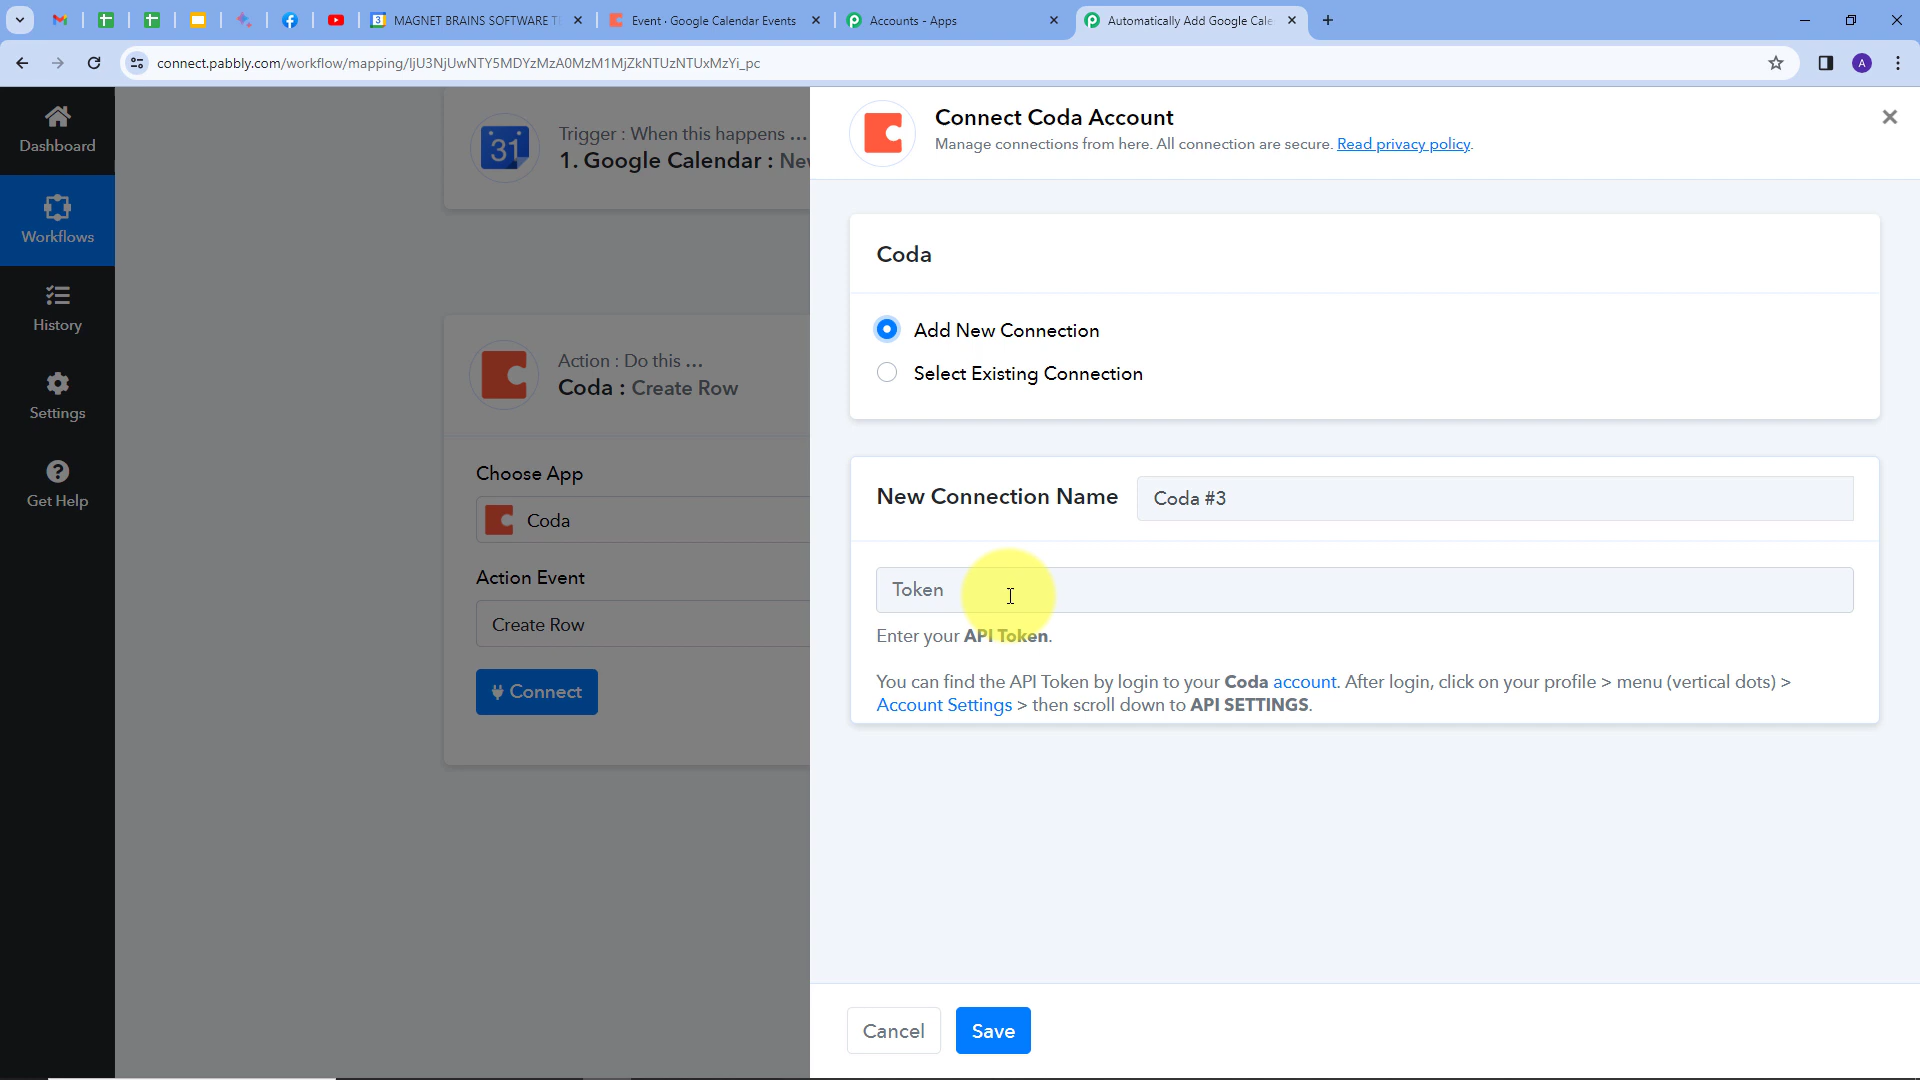 MAGNET BRAINS SOFTWARE T
Event · Google Calendar Events
Accounts - Apps
Automatically Add Google Cale
connect.pabbly.com/workflow/mapping/IjU3NjUwNTY5MDYzMzA0MzM1MjZkNTUzNTUxMzYi_pc
A
Dashboard
Workflows
History
Settings
Get Help
31
Trigger : When this happens ...
1. Google Calendar : Nev
Action : Do this ...
Coda : Create Row
Choose App
Coda
Action Event
Create Row
Connect
Connect Coda Account
Manage connections from here. All connection are secure. Read privacy policy.
Coda
Add New Connection
Select Existing Connection
New Connection Name
Coda #3
Token
Enter your API Token.
You can find the API Token by login to your Coda account. After login, click on your profile > menu (vertical dots) >
Account Settings > then scroll down to API SETTINGS.
Cancel
Save